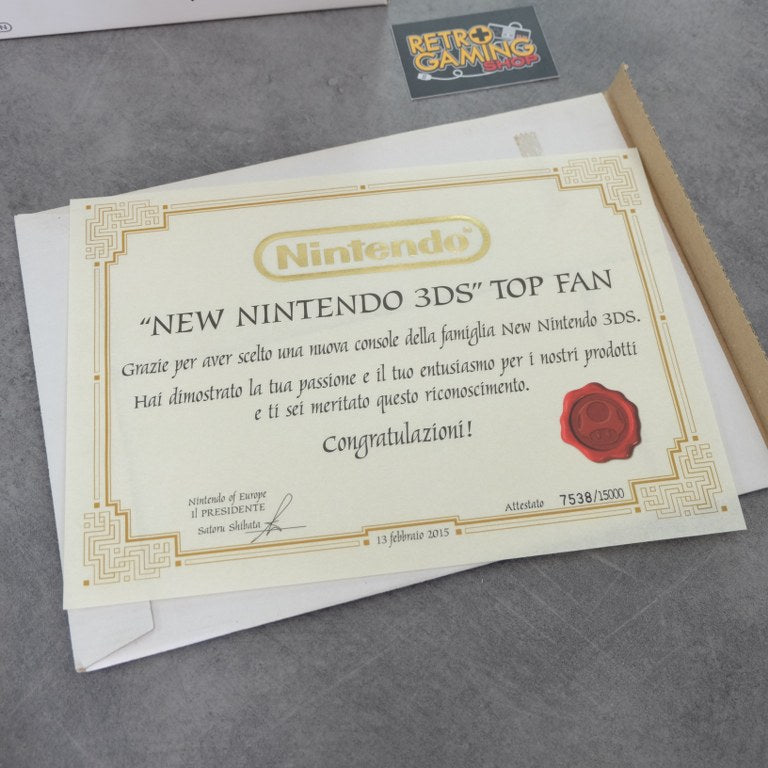 RETRO
GAMING
SHOP
Nintendo
"NEW NINTENDO 3DS" TOP FAN
Grazie per aver scelto una nuova console della famiglia New Nintendo 3DS.
Hai dimostrato la tua passione e il tuo entusiasmo per i nostri prodotti
e ti sei meritato questo riconoscimento.
Congratulazioni!
Nintendo of Europe
Il PRESIDENTE
Satoru Shibata
Attestato 7538/15000
13 febbraio 2015